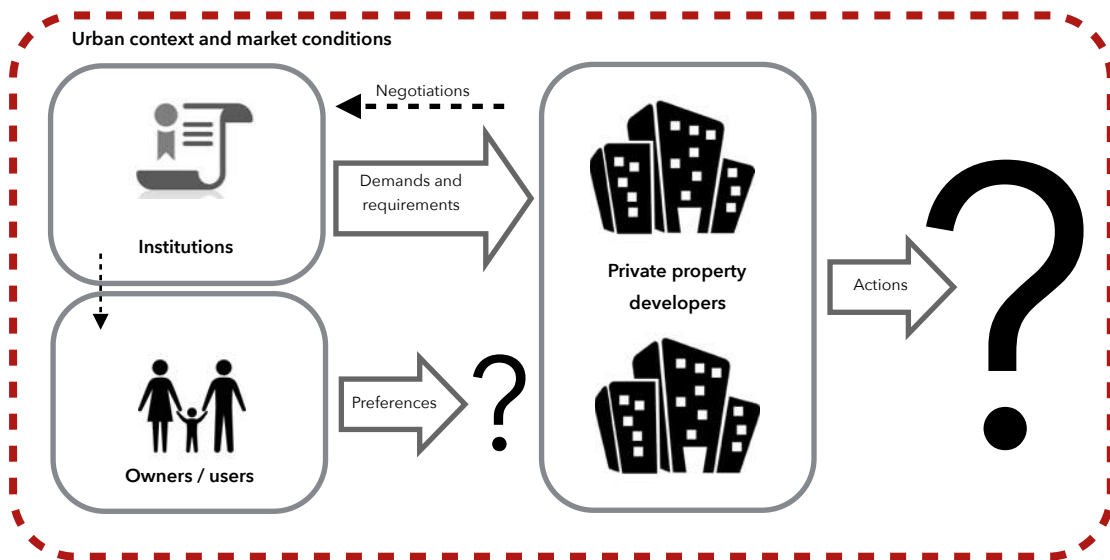 Urban context and market conditions
Negotiations
Demands and
requirements
Institutions
Private property
developers
Actions
?
Preferences
?
Owners / users